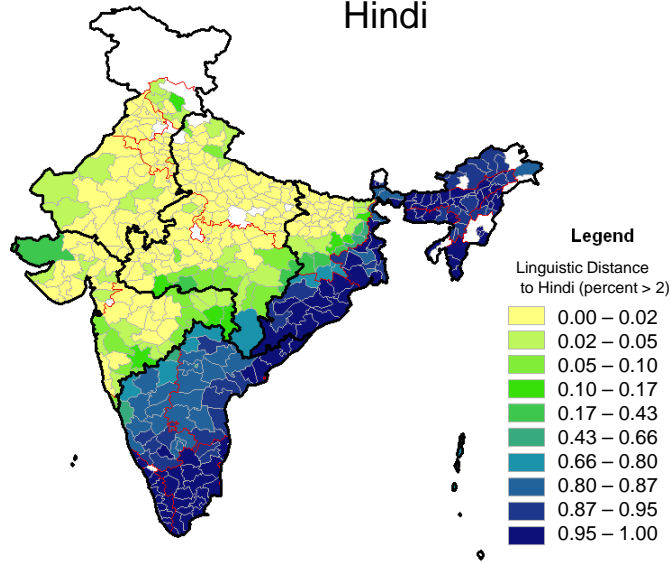 Hindi
Legend
Linguistic Distance
to Hindi (percent > 2)
0.00 – 0.02
0.02 – 0.05
0.05 – 0.10
0.10 – 0.17
0.17 – 0.43
0.43 – 0.66
0.66 – 0.80
0.80 – 0.87
0.87 – 0.95
0.95 – 1.00